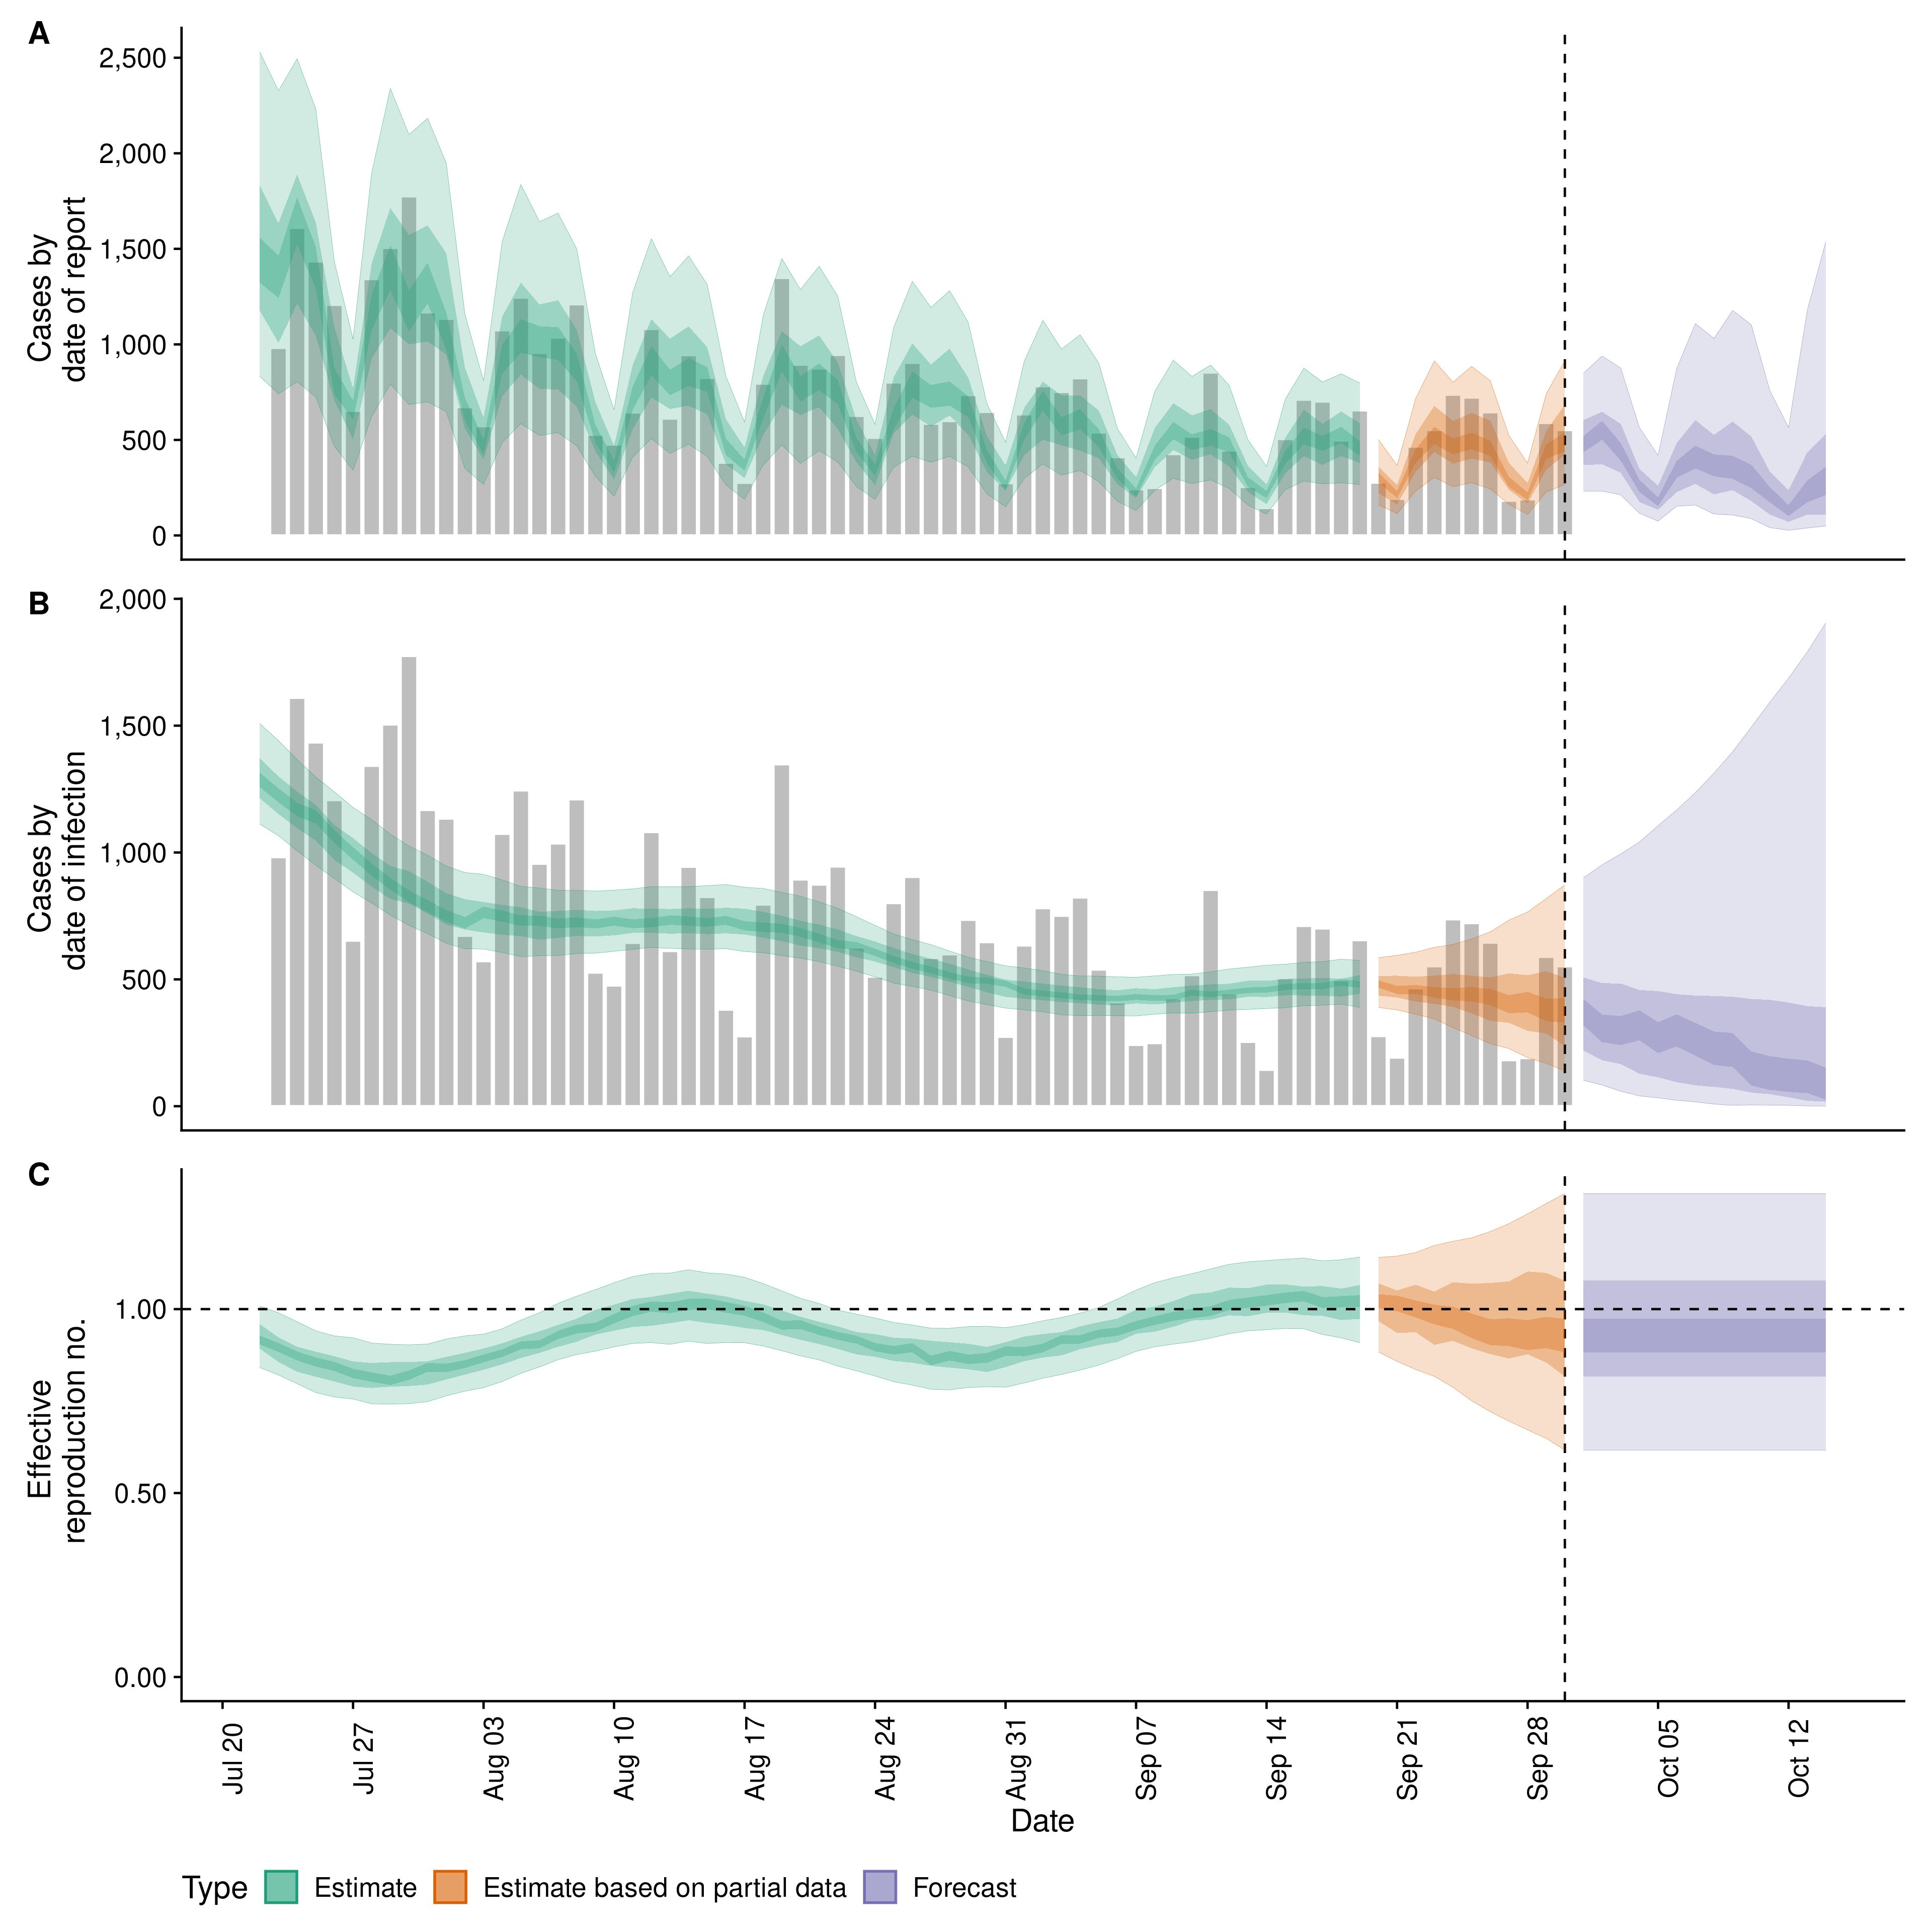 A
Cases by
date of report
2,500
2,000
1,500
1,000
500
0
B
Cases by
date of infection
2,000
1,500
1,000
500
0
C
Effective
reproduction no.
1.00
0.50
0.00
Jul 20
Jul 27
Aug 03
Aug 10
Aug 17
Aug 24
Aug 31
Sep 07
Sep 14
Sep 21
Sep 28
Oct 05
Oct 12
Date
Type Estimate Estimate based on partial data Forecast